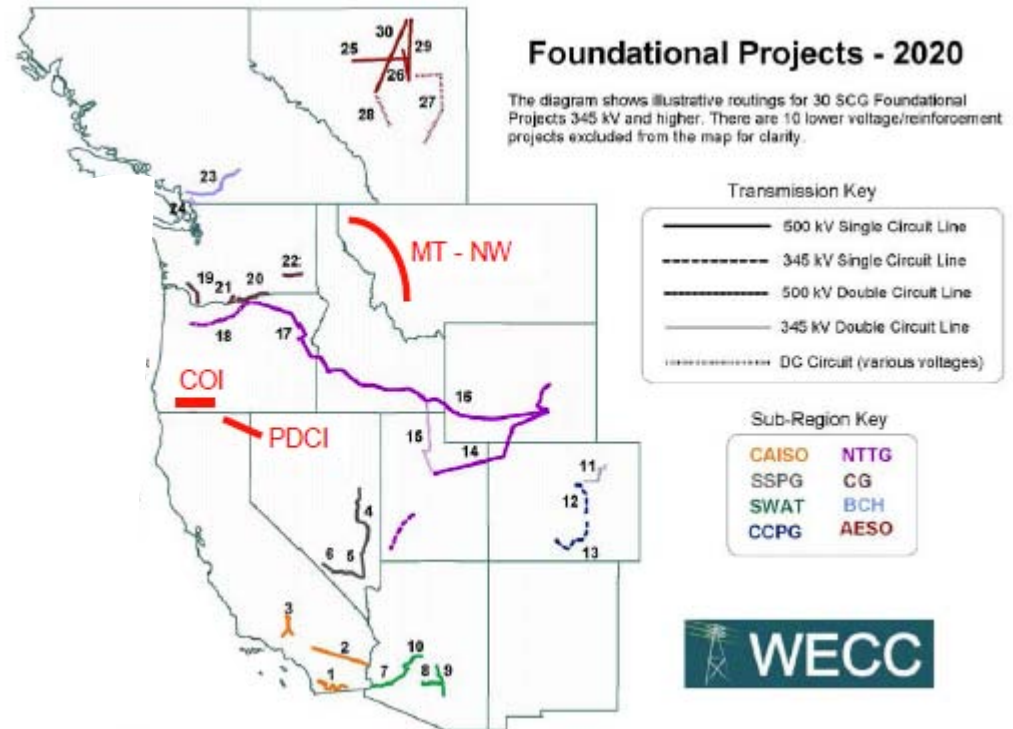 Foundational Projects - 2020
The diagram shows illustrative routings for 30 SCG Foundational
Projects 345 kV and higher. There are 10 lower voltage/reinforcement
projects excluded from the map for clarity.
Transmission Key
500 kV Single Circuit Line
345 kV Single Circuit Line
500 kV Double Circuit Line
345 kV Double Circuit Line
DC Circuit (various voltages)
Sub-Region Key
CAISO NTTG
SSPG CG
SWAT BCH
CCPG AESO
WECC
30
29
25
26
27
28
23
24
MT - NW
22
19
21
20
18
17
16
COI
PDCI
15
14
11
12
13
4
6
5
3
2
10
1
7
8
9